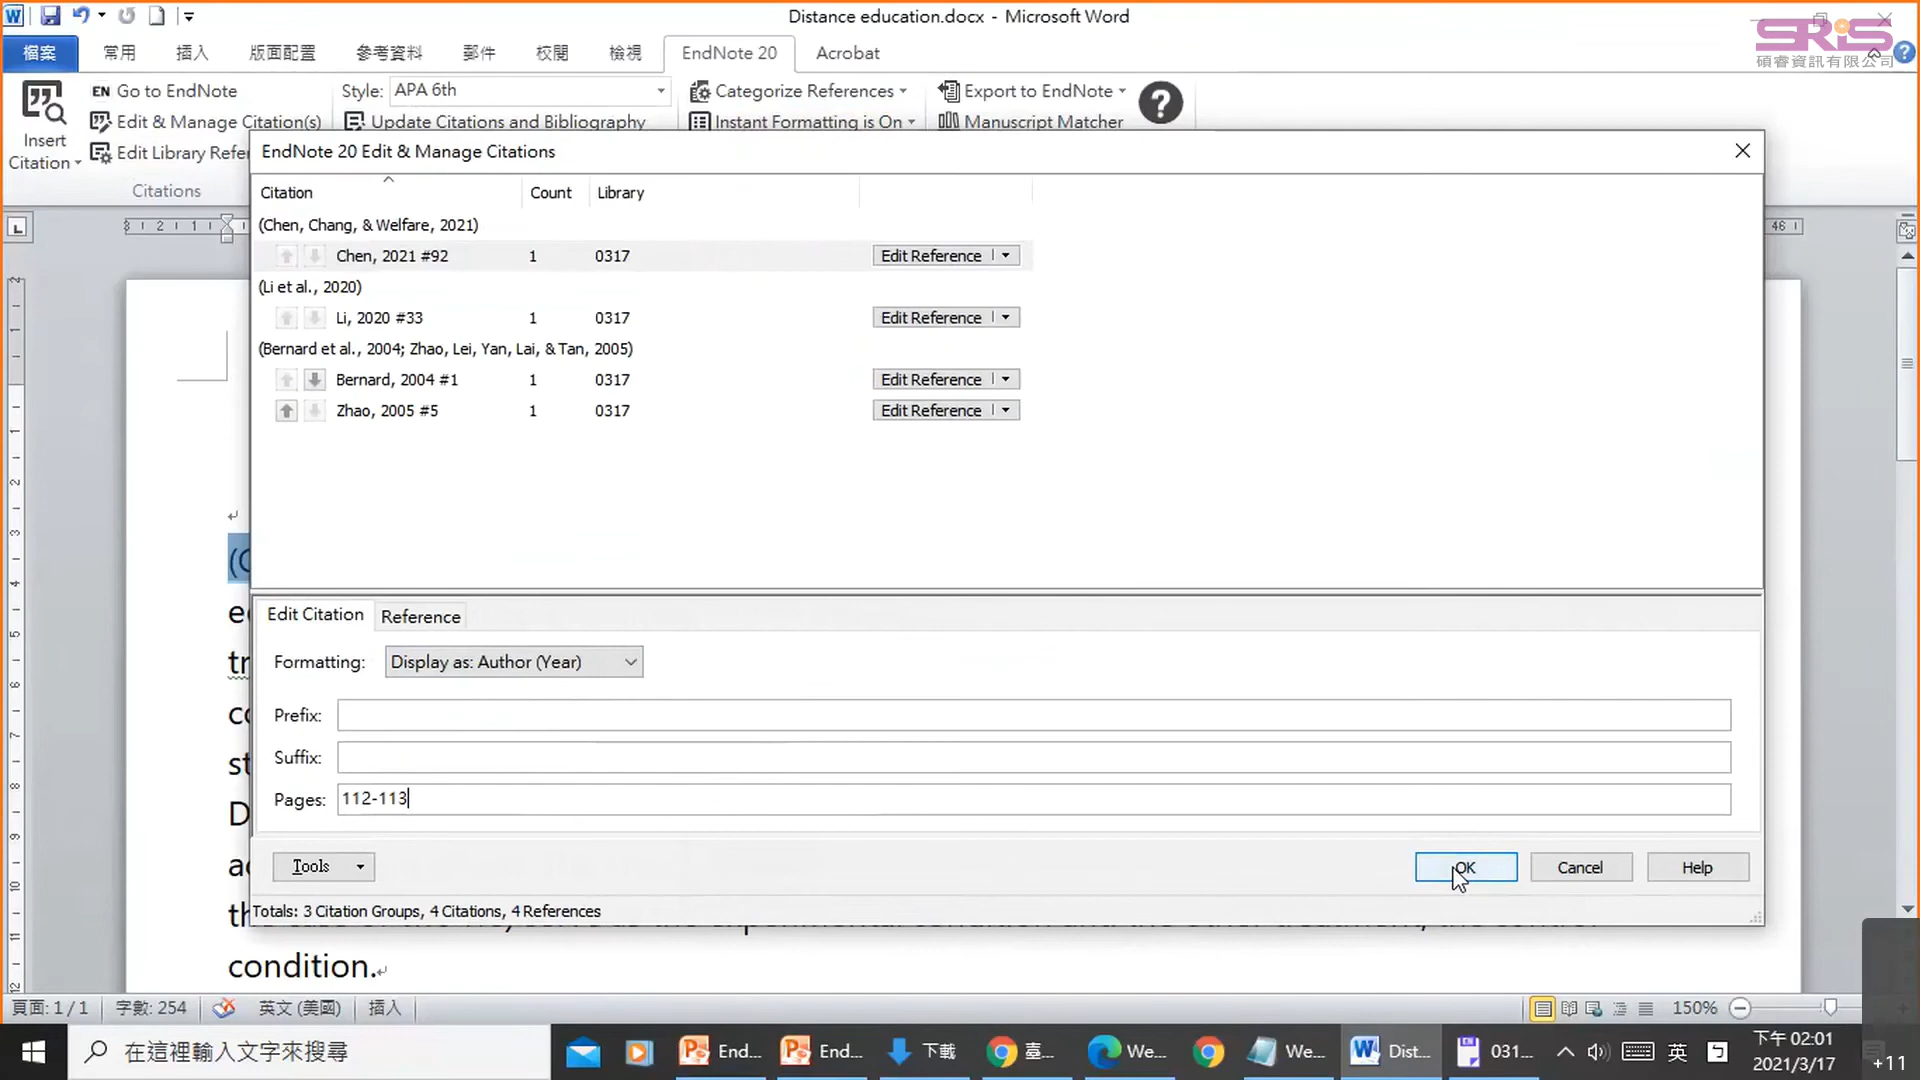 Distance education.docx - Microsoft Word
SRIS
碩睿資訊有限公司
檔案 常用 插入 版面配置 參考資料 郵件 校閱 檢視 EndNote 20 Acrobat
Insert
Citation
EN Go to EndNote
Edit & Manage Citation(s)
Edit Library Refe
Citations
Style: APA 6th
Update Citations and Bibliography
Categorize References
Instant Formatting is On
Export to EndNote
Manuscript Matcher
EndNote 20 Edit & Manage Citations
Citation Count Library
(Chen, Chang, & Welfare, 2021)
Chen, 2021 #92 1 0317 Edit Reference
(Li et al., 2020)
Li, 2020 #33 1 0317 Edit Reference
(Bernard et al., 2004; Zhao, Lei, Yan, Lai, & Tan, 2005)
Bernard, 2004 #1 1 0317 Edit Reference
Zhao, 2005 #5 1 0317 Edit Reference
Edit Citation Reference
Formatting: Display as: Author (Year)
Prefix:
Suffix:
Pages: 112-113
Tools OK Cancel Help
Totals: 3 Citation Groups, 4 Citations, 4 References
condition.
頁面: 1 / 1 字數: 254 英文 (美國) 插入 150%
在這裡輸入文字來搜尋 End... End... 下載 臺... We... We... Dist... 031... 英 下午 02:01
2021/3/17
+11